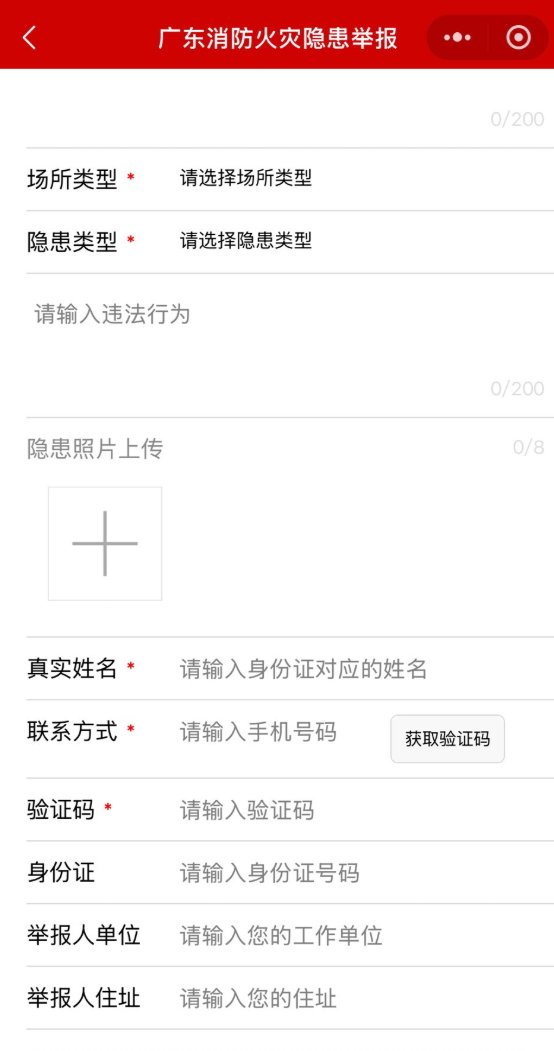 广东消防火灾隐患举报
0/200
场所类型 * 请选择场所类型
隐患类型 * 请选择隐患类型
请输入违法行为
0/200
隐患照片上传 0/8
真实姓名 * 请输入身份证对应的姓名
联系方式 * 请输入手机号码 获取验证码
验证码 * 请输入验证码
身份证 请输入身份证号码
举报人单位 请输入您的工作单位
举报人住址 请输入您的住址